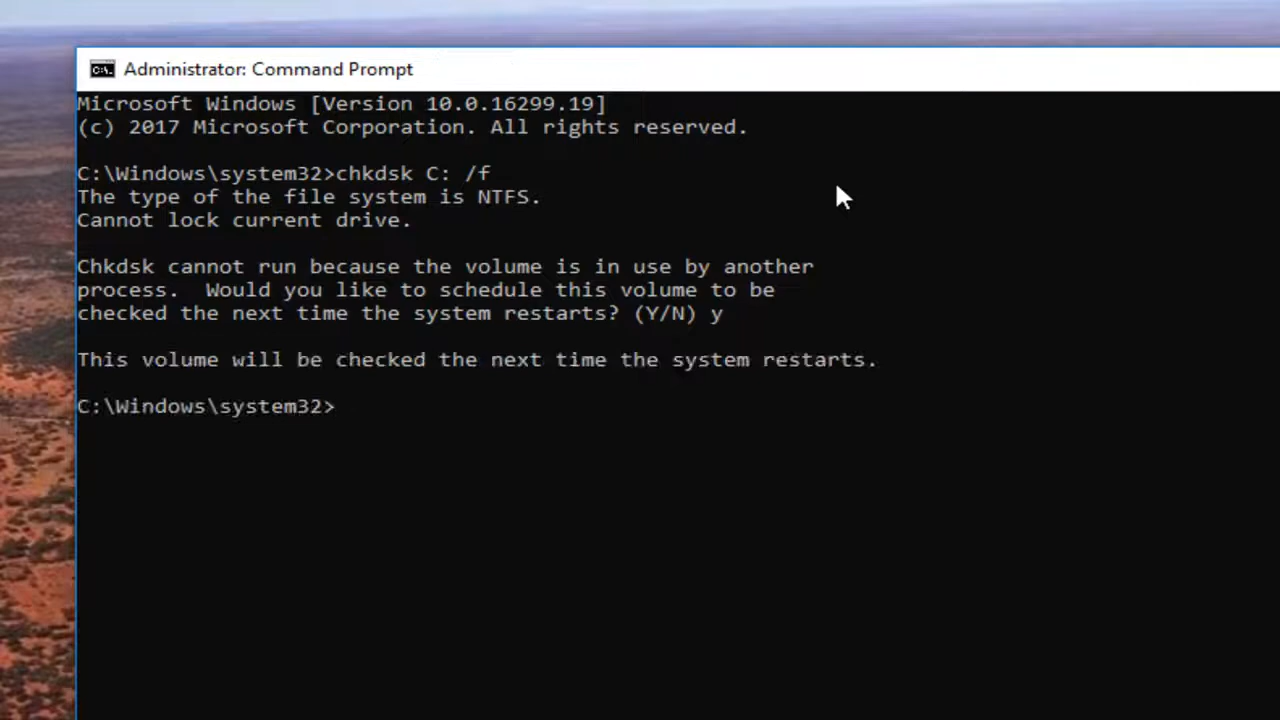 Administrator: Command Prompt
Microsoft Windows [Version 10.0.16299.19]
(c) 2017 Microsoft Corporation. All rights reserved.
C:\Windows\system32>chkdsk C: /f
The type of the file system is NTFS.
Cannot lock current drive.
Chkdsk cannot run because the volume is in use by another
process.  Would you like to schedule this volume to be
checked the next time the system restarts? (Y/N) y
This volume will be checked the next time the system restarts.
C:\Windows\system32>